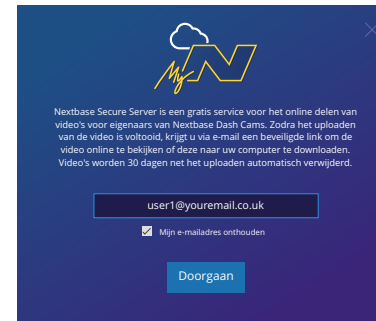 My N
Nextbase Secure Server is een gratis service voor het online delen van
video's voor eigenaars van Nextbase Dash Cams. Zodra het uploaden
van de video is voltooid, krijgt u via e-mail een beveiligde link om de
video online te bekijken of deze naar uw computer te downloaden.
Video's worden 30 dagen net het uploaden automatisch verwijderd.
user1@youremail.co.uk
Mijn e-mailadres onthouden
Doorgaan